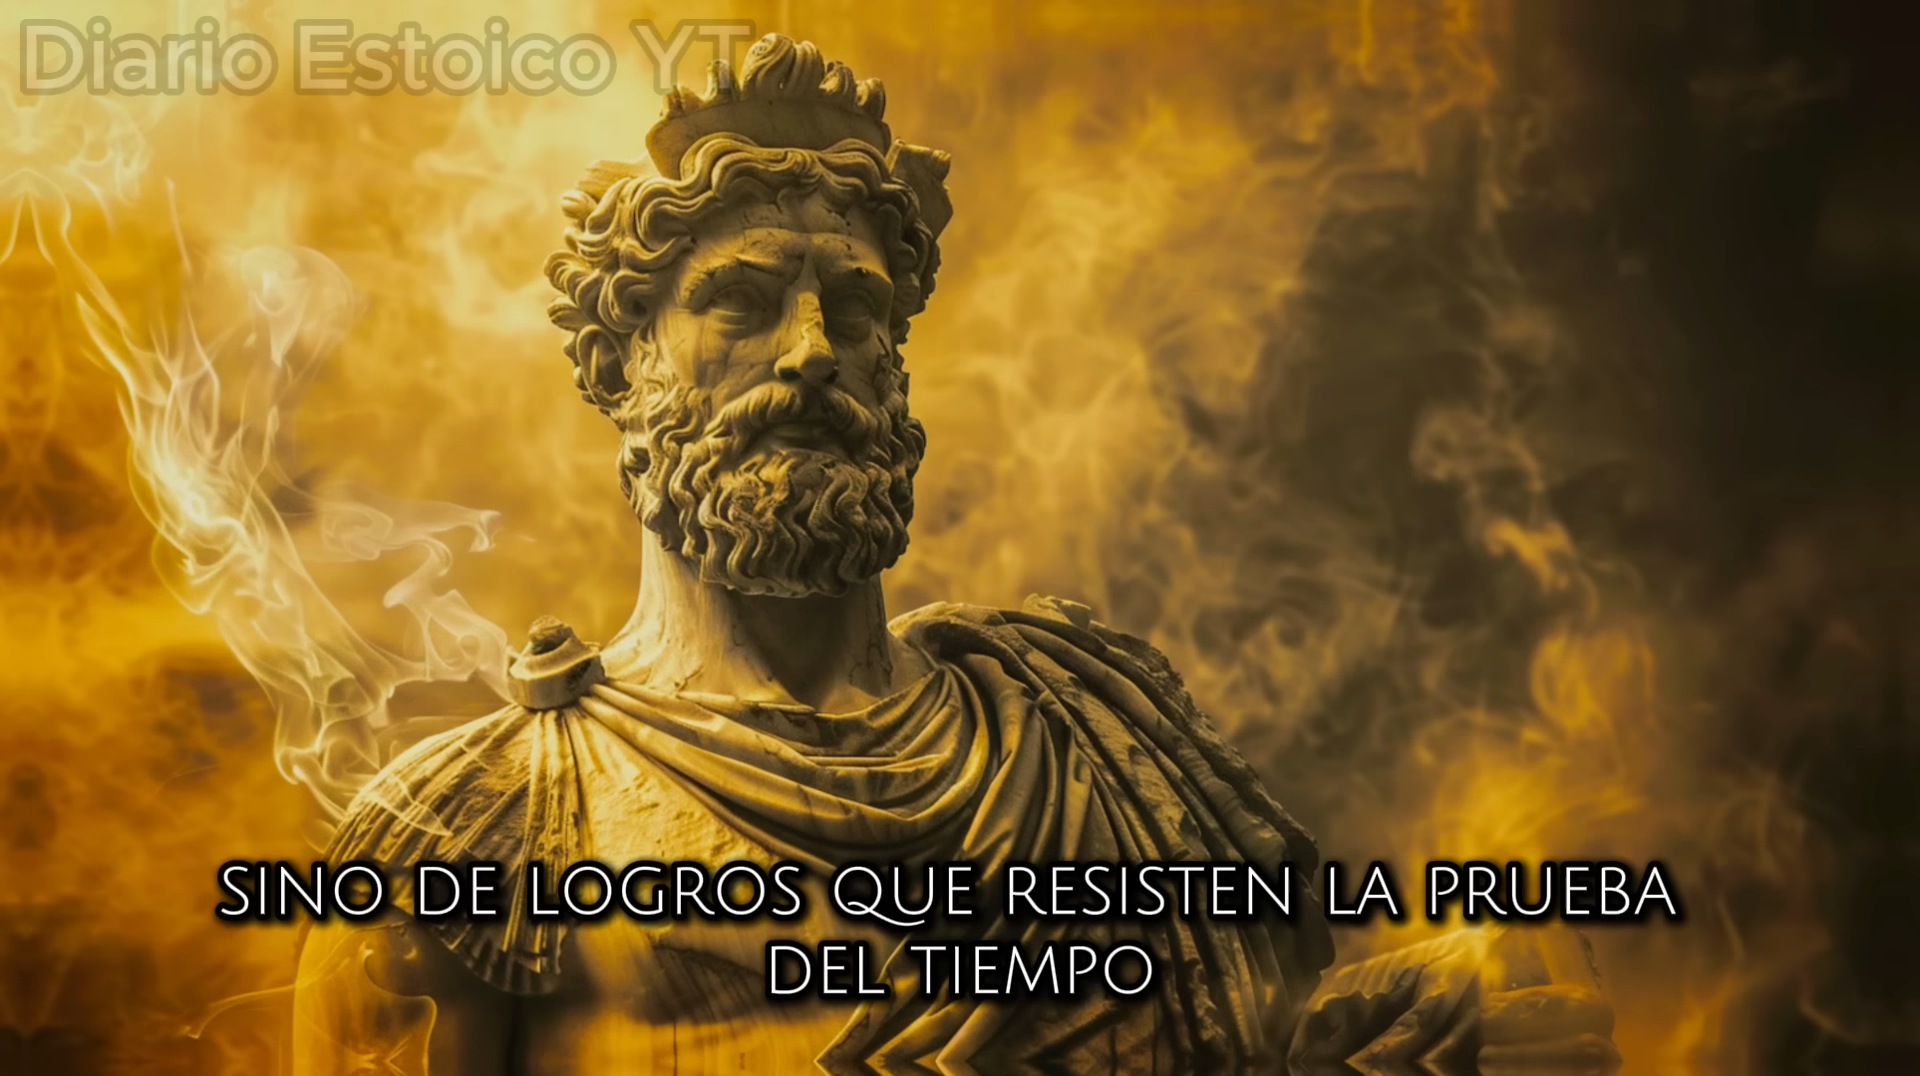 Diario Estoico YT
SINO DE LOGROS QUE RESISTEN LA PRUEBA
DEL TIEMPO